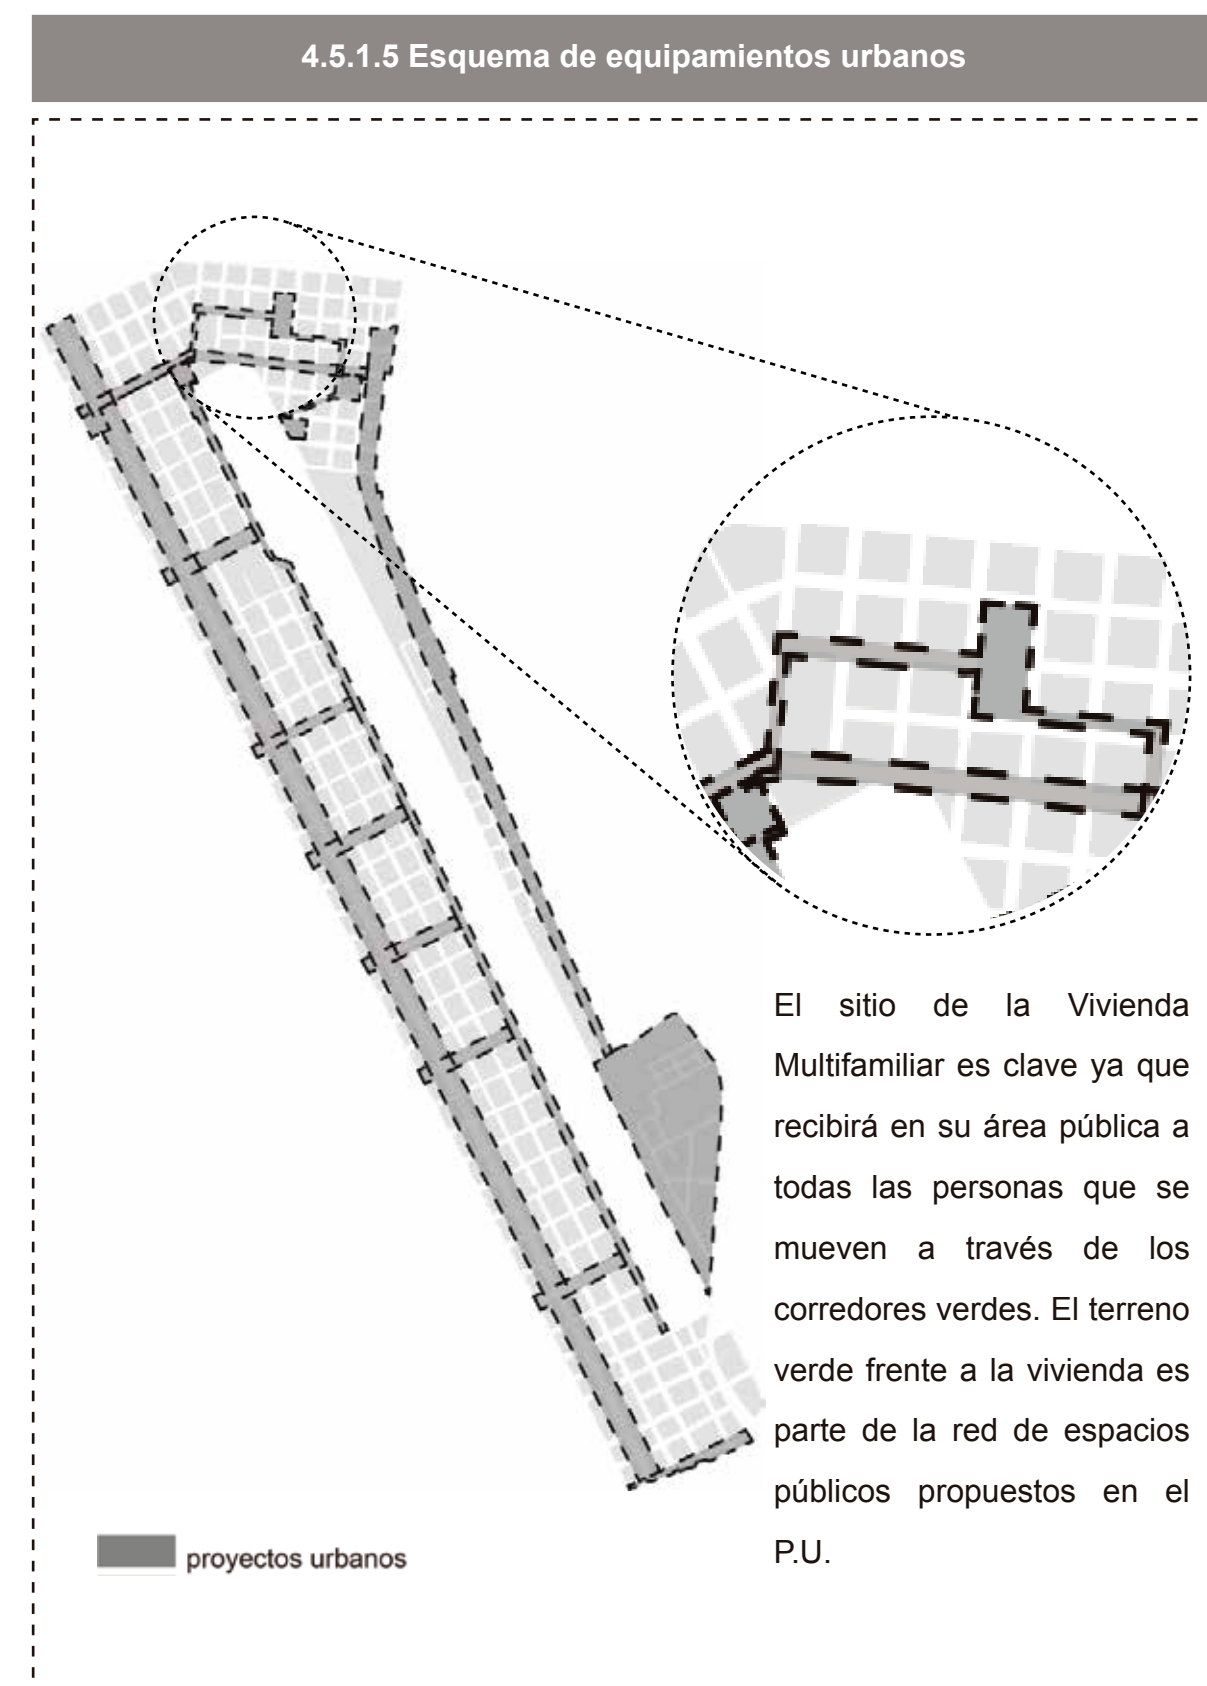 4.5.1.5 Esquema de equipamientos urbanos
El sitio de la Vivienda
Multifamiliar es clave ya que
recibirá en su área pública a
todas las personas que se
mueven a través de los
corredores verdes. El terreno
verde frente a la vivienda es
parte de la red de espacios
públicos propuestos en el
P.U.
proyectos urbanos